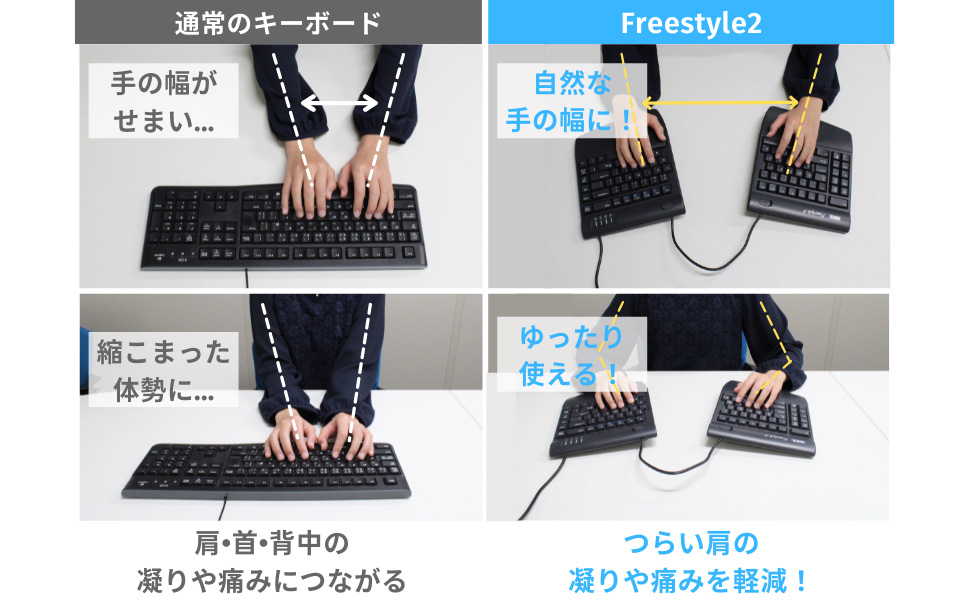 通常のキーボード
Freestyle2
手の幅が
せまい...
自然な
手の幅に！
縮こまった
体勢に...
ゆったり
使える！
肩・首・背中の
凝りや痛みにつながる
つらい肩の
凝りや痛みを軽減！